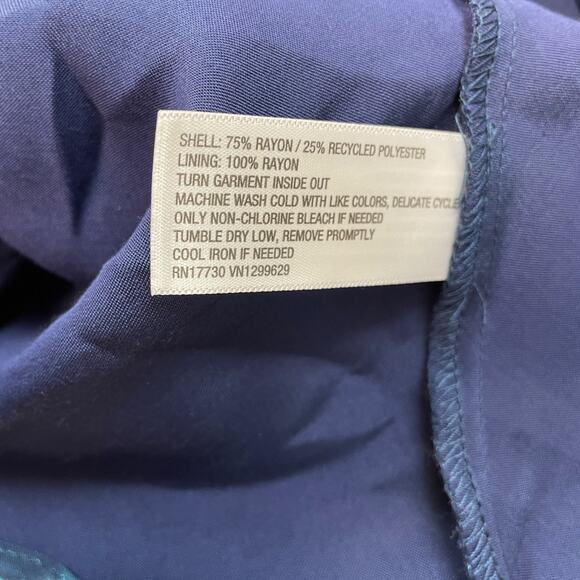 SHELL: 75% RAYON / 25% RECYCLED POLYESTER
LINING: 100% RAYON
TURN GARMENT INSIDE OUT
MACHINE WASH COLD WITH LIKE COLORS, DELICATE CYCLE
ONLY NON-CHLORINE BLEACH IF NEEDED
TUMBLE DRY LOW, REMOVE PROMPTLY
COOL IRON IF NEEDED
RN17730 VN1299629